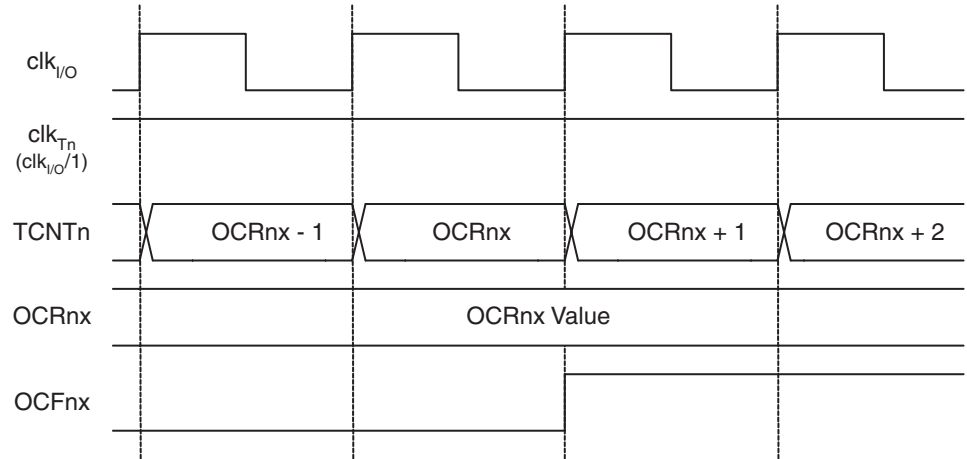 clkI/O
clkTn
(clkI/O/1)
TCNTn OCRnx - 1 OCRnx OCRnx + 1 OCRnx + 2
OCRnx OCRnx Value
OCFnx